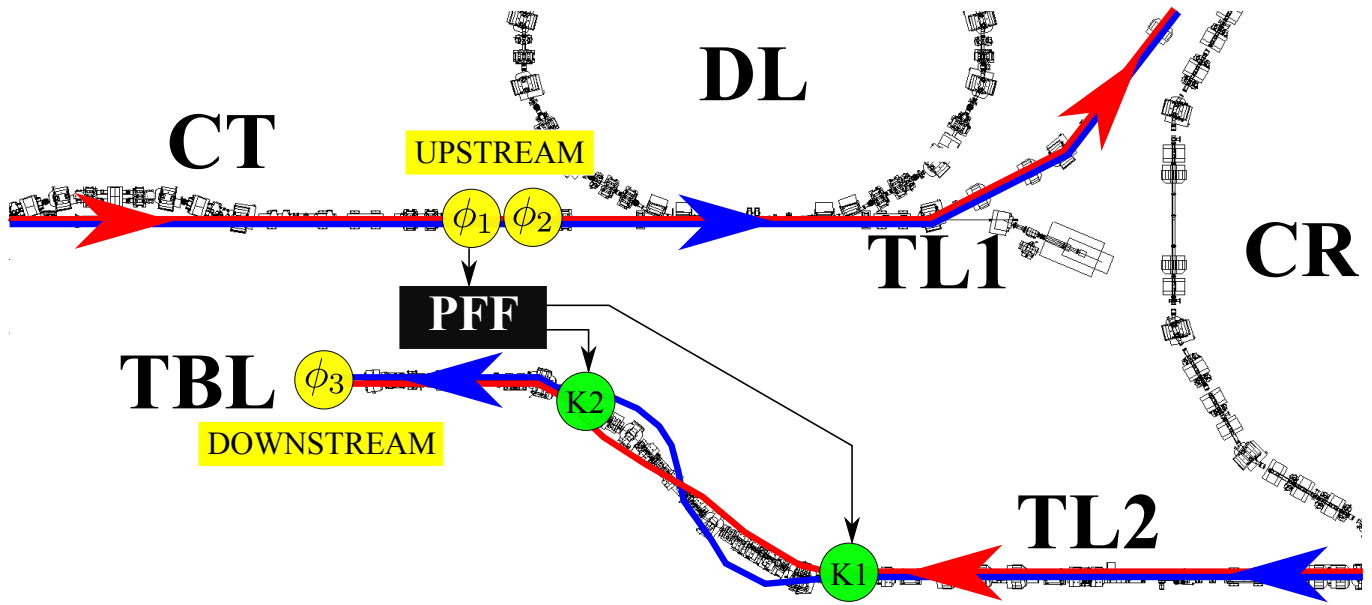 DL
CT
UPSTREAM
ϕ1 ϕ2
TL1
CR
PFF
TBL
ϕ3
K2
DOWNSTREAM
TL2
K1